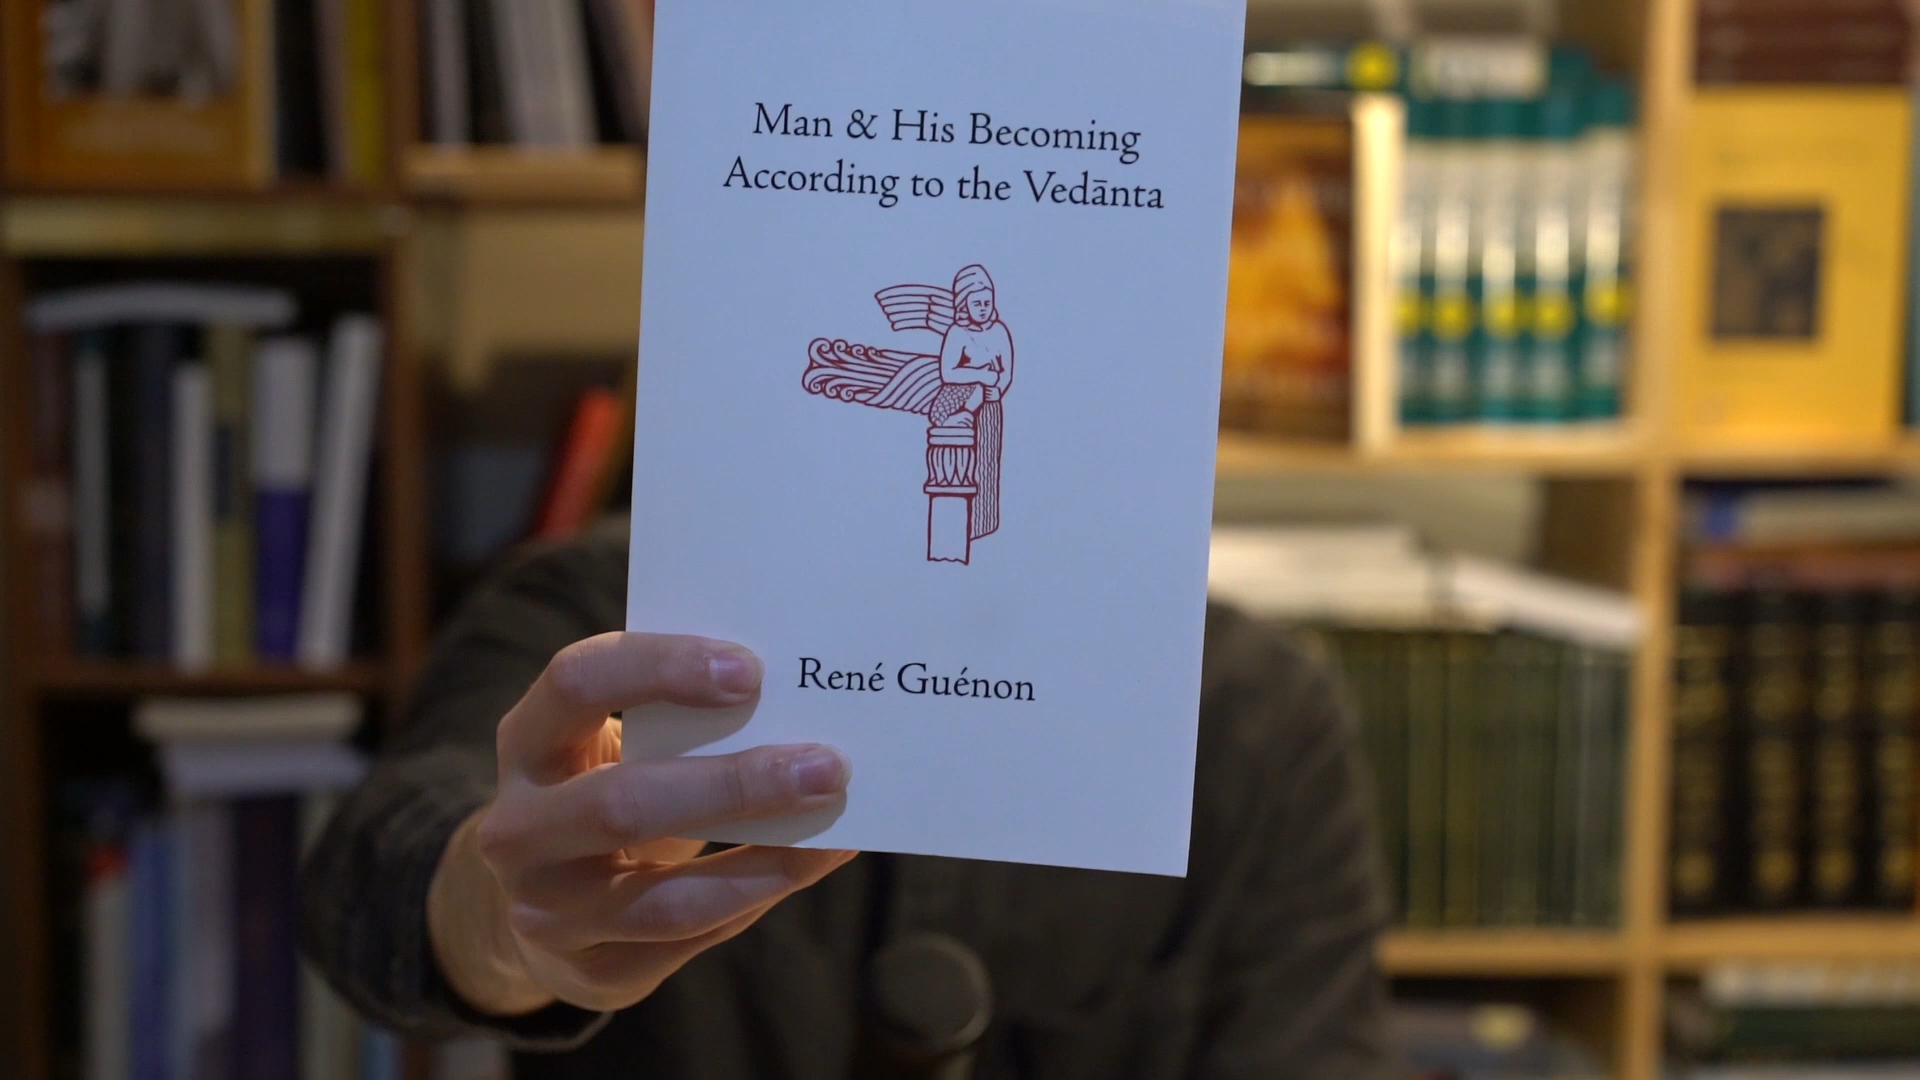 Man & His Becoming
According to the Vedānta
René Guénon